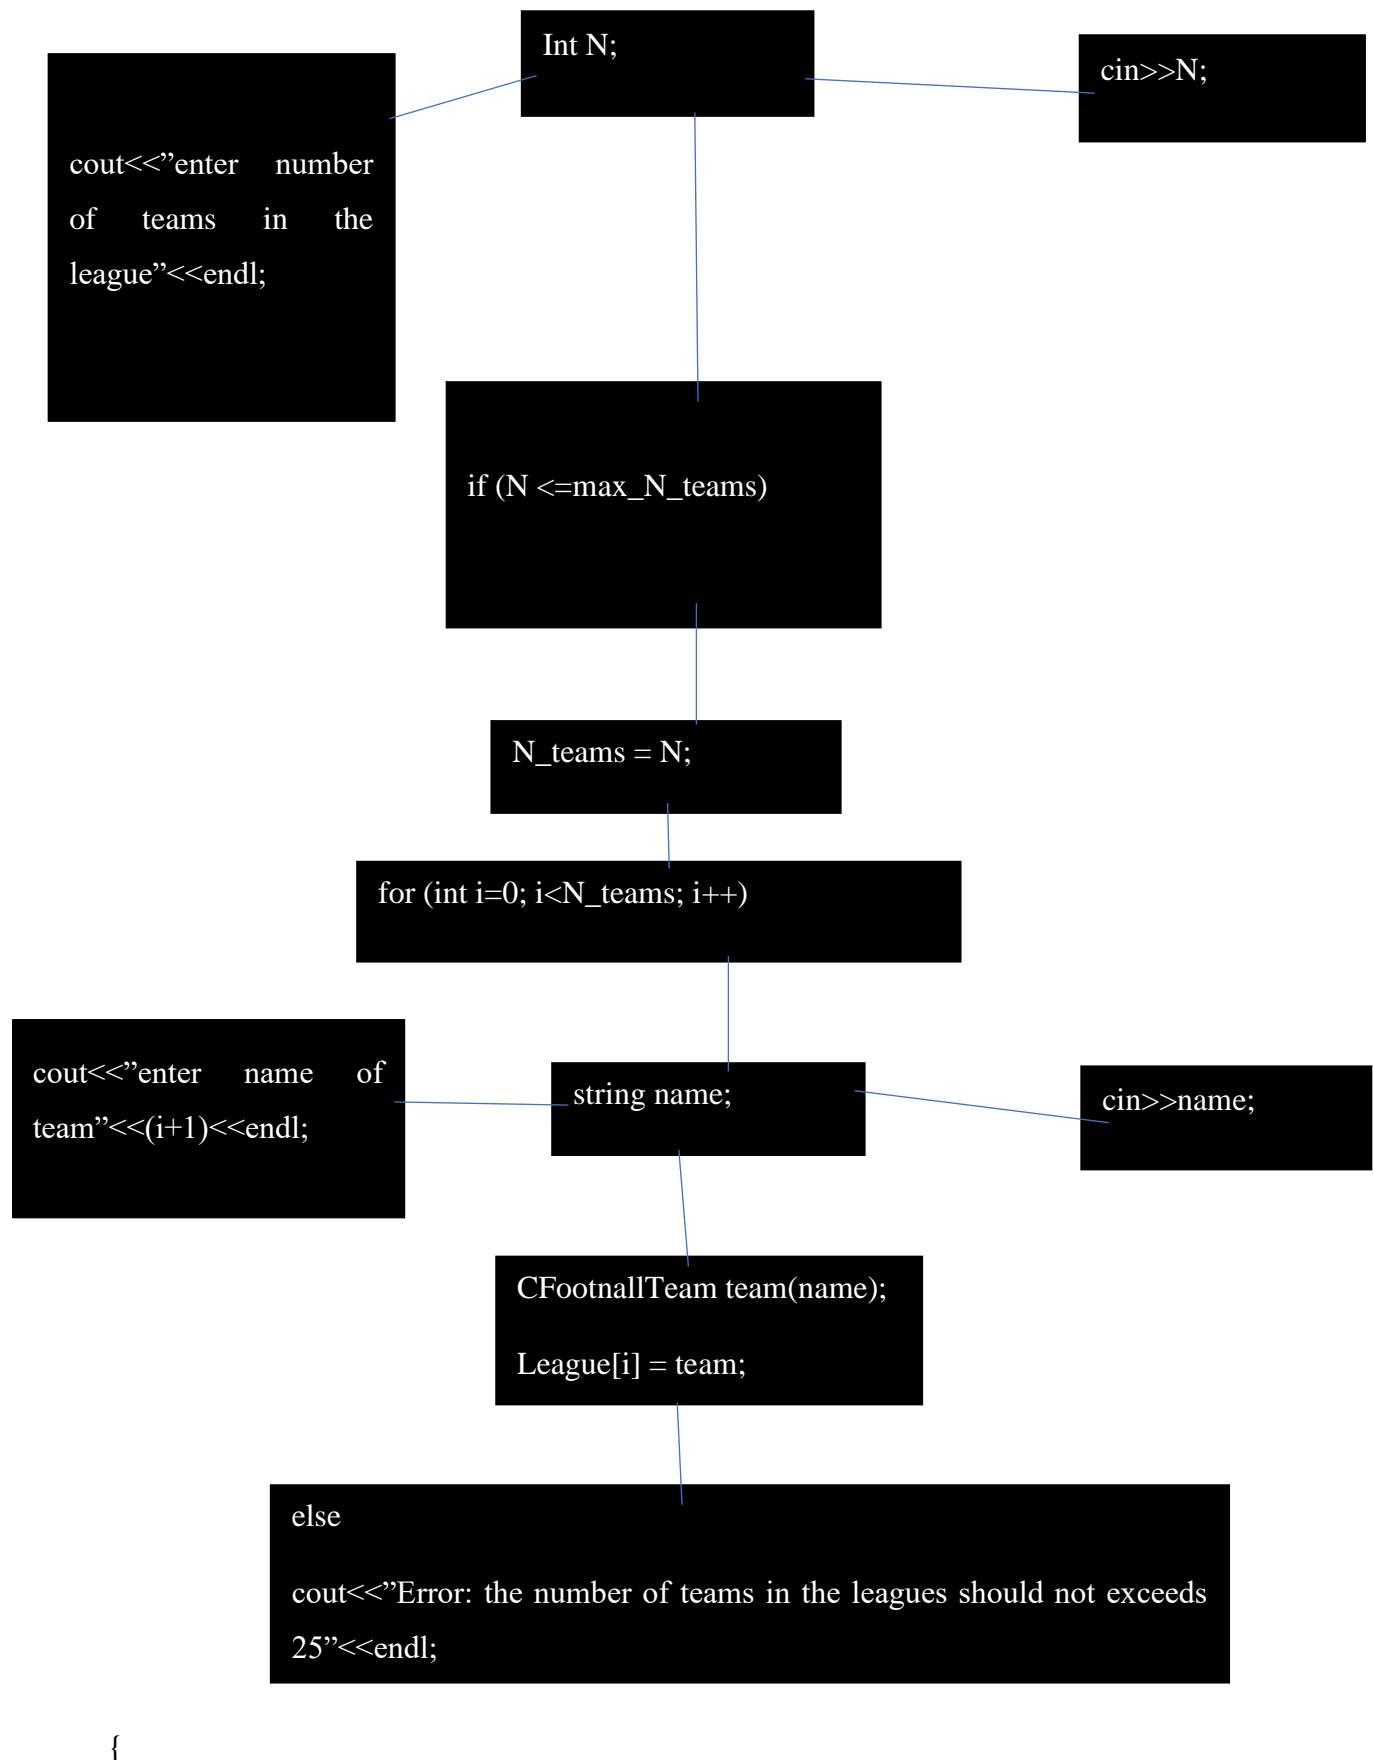 Int N;
cin>>N;
cout<<”enter number
of teams in the
league”<<endl;
if (N <=max_N_teams)
N_teams = N;
for (int i=0; i<N_teams; i++)
cout<<”enter name of
team”<<(i+1)<<endl;
string name;
cin>>name;
CFootnallTeam team(name);
League[i] = team;
else
cout<<”Error: the number of teams in the leagues should not exceeds
25”<<endl;
{